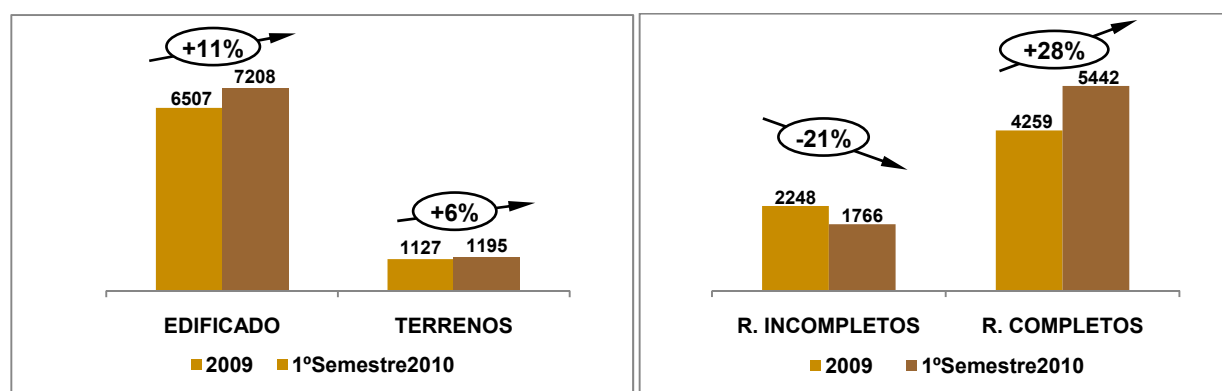 +11%
7208
6507
+6%
1127 1195
EDIFICADO TERRENOS
2009 1ºSemestre2010
+28%
5442
4259
-21%
2248
1766
R. INCOMPLETOS R. COMPLETOS
2009 1ºSemestre2010